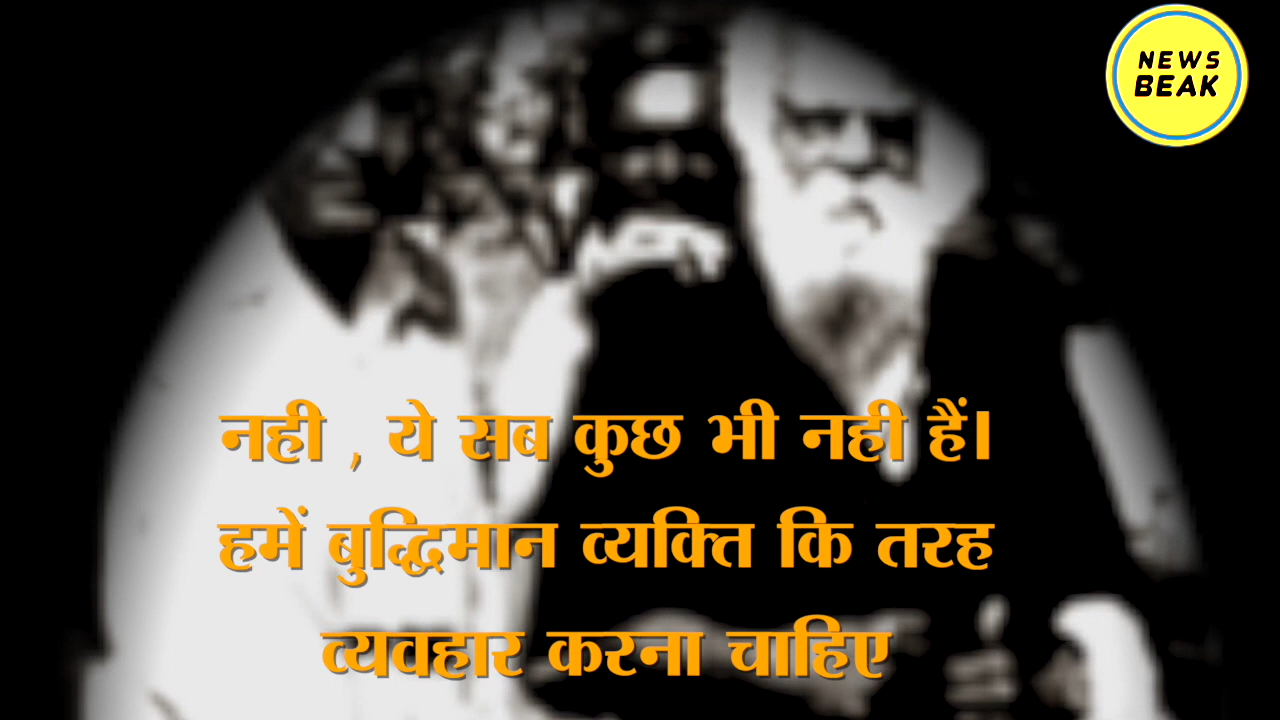 NEWS
BEAK
नही , ये सब कुछ भी नही हैं।
हमें बुद्धिमान व्यक्ति कि तरह
व्यवहार करना चाहिए